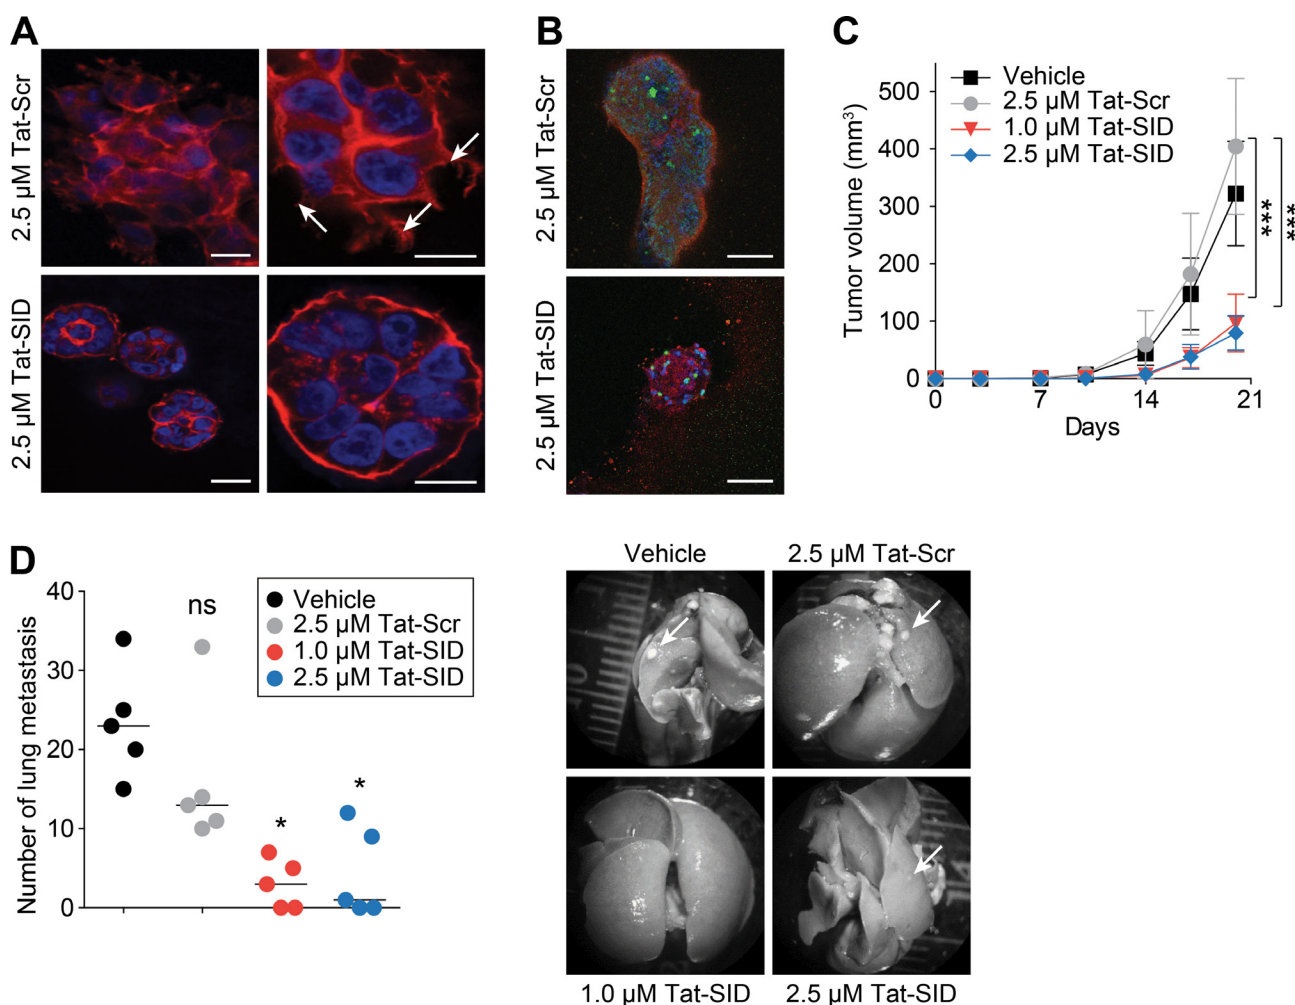 A
2.5 µM Tat-Scr
2.5 µM Tat-SID
B
2.5 µM Tat-Scr
2.5 µM Tat-SID
C
Tumor volume (mm³)
500
400
300
200
100
0
0 7 14 21
Days
Vehicle
2.5 µM Tat-Scr
1.0 µM Tat-SID
2.5 µM Tat-SID
***
***
D
Number of lung metastasis
40
30
20
10
0
ns
*
*
Vehicle
2.5 µM Tat-Scr
1.0 µM Tat-SID
2.5 µM Tat-SID
Vehicle 2.5 µM Tat-Scr
1.0 µM Tat-SID 2.5 µM Tat-SID